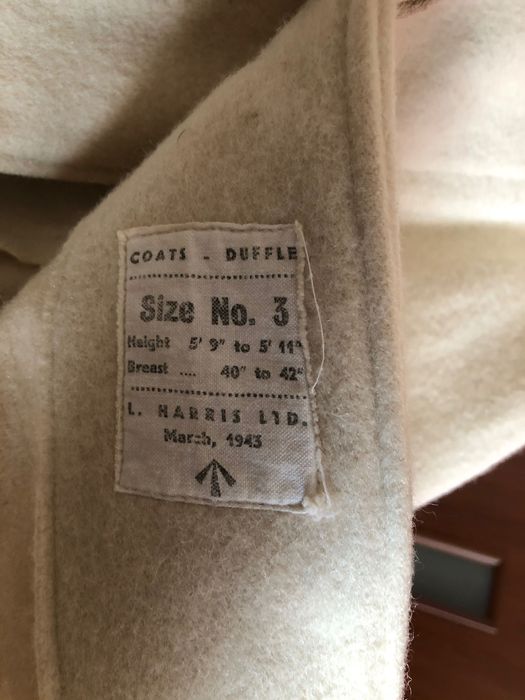 COATS - DUFFLE
Size No. 3
Height 5' 9" to 5' 11"
Breast .... 40" to 42"
L. HARRIS LTD.
March, 1943